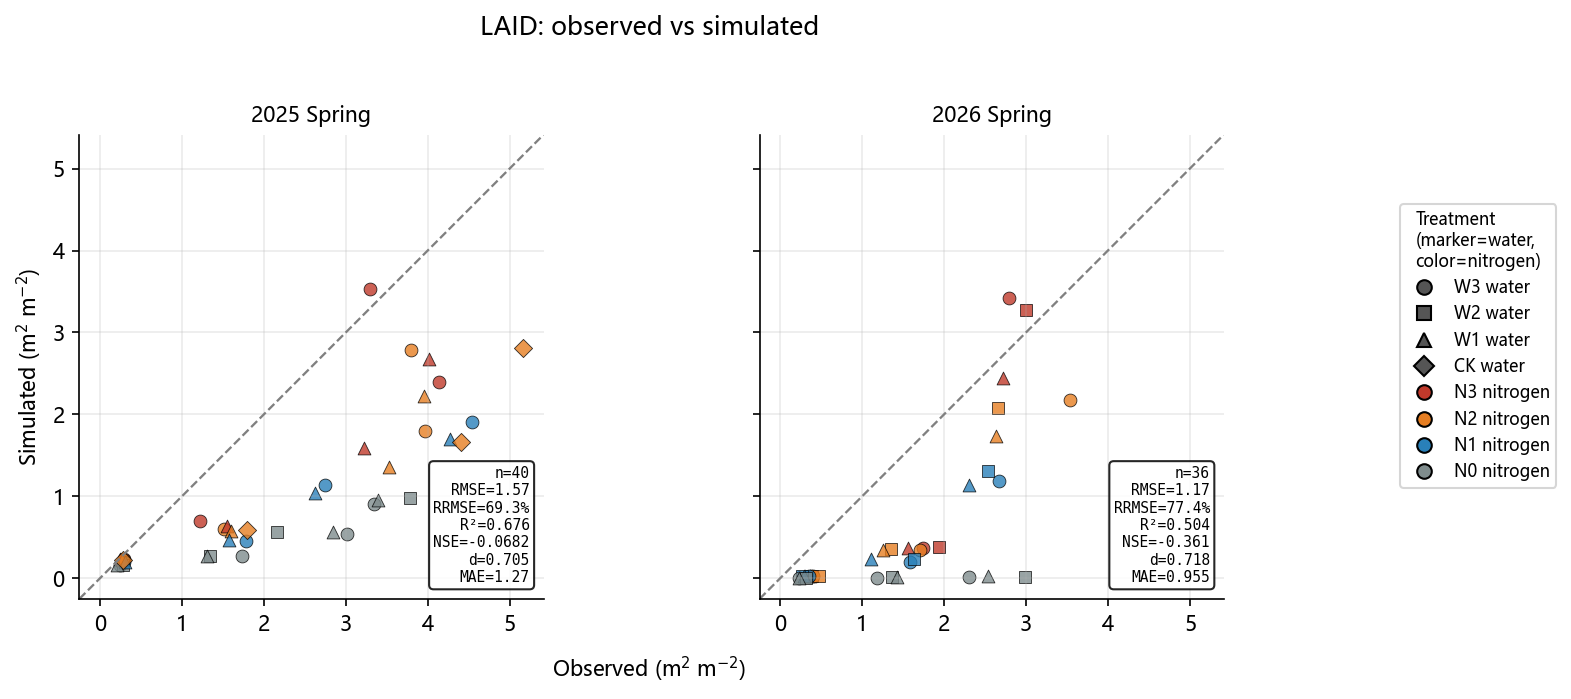 LAID: observed vs simulated
2025 Spring
2026 Spring
Simulated (m² m⁻²)
5
4
3
2
1
0
0 1 2 3 4 5
n=40
RMSE=1.57
RRMSE=69.3%
R²=0.676
NSE=-0.0682
d=0.705
MAE=1.27
0 1 2 3 4 5
n=36
RMSE=1.17
RRMSE=77.4%
R²=0.504
NSE=-0.361
d=0.718
MAE=0.955
Observed (m² m⁻²)
Treatment
(marker=water,
color=nitrogen)
W3 water
W2 water
W1 water
CK water
N3 nitrogen
N2 nitrogen
N1 nitrogen
N0 nitrogen